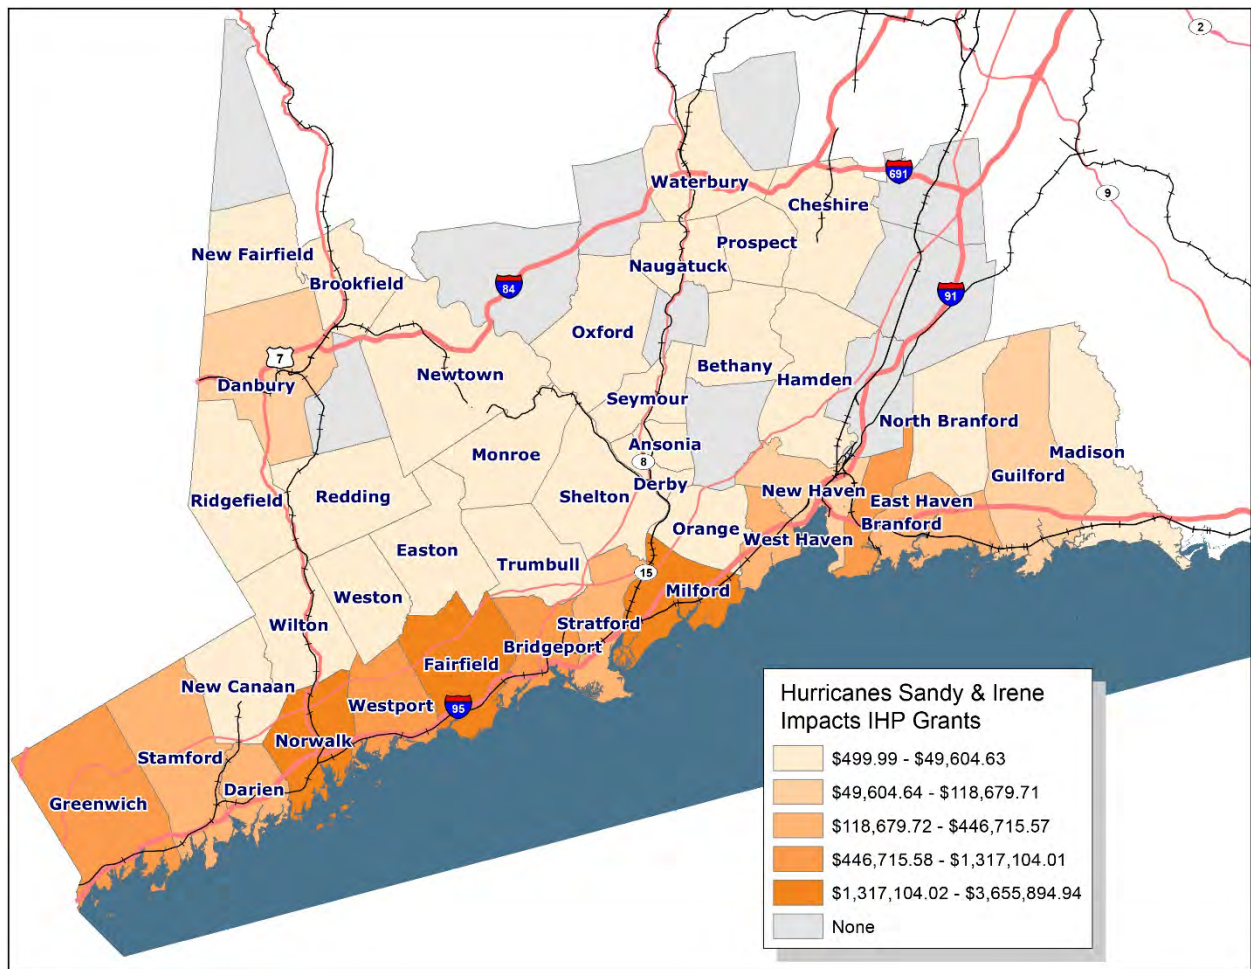 2
691
Waterbury
9
Cheshire
Prospect
New Fairfield
Naugatuck
Brookfield
84
91
Oxford
7
Bethany
Newtown
Hamden
Danbury
Seymour
North Branford
Ansonia
Madison
Monroe
8
Guilford
Derby
New Haven
Ridgefield
Redding
Shelton
East Haven
Orange
Branford
West Haven
Easton
Trumbull
15
Milford
Weston
Wilton
Stratford
Bridgeport
Fairfield
New Canaan
Westport
95
Norwalk
Stamford
Darien
Greenwich
Hurricanes Sandy & Irene
Impacts IHP Grants
$499.99 - $49,604.63
$49,604.64 - $118,679.71
$118,679.72 - $446,715.57
$446,715.58 - $1,317,104.01
$1,317,104.02 - $3,655,894.94
None